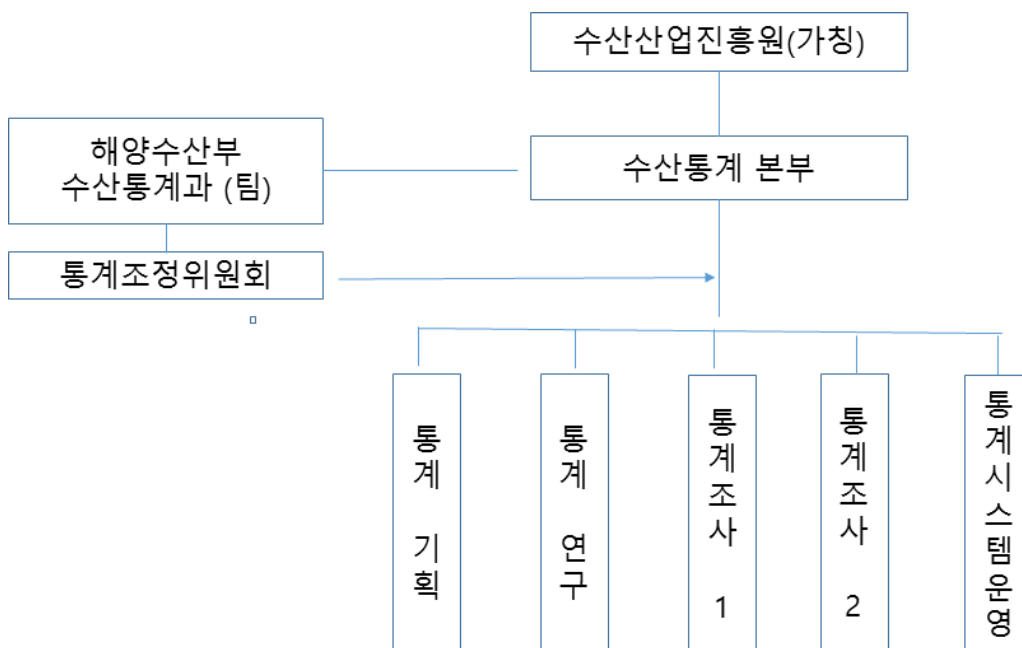 수산산업진흥원(가칭)
해양수산부
수산통계과 (팀)
수산통계 본부
통계조정위원회
통계 기획
통계 연구
통계조사 1
통계조사 2
통계시스템운영